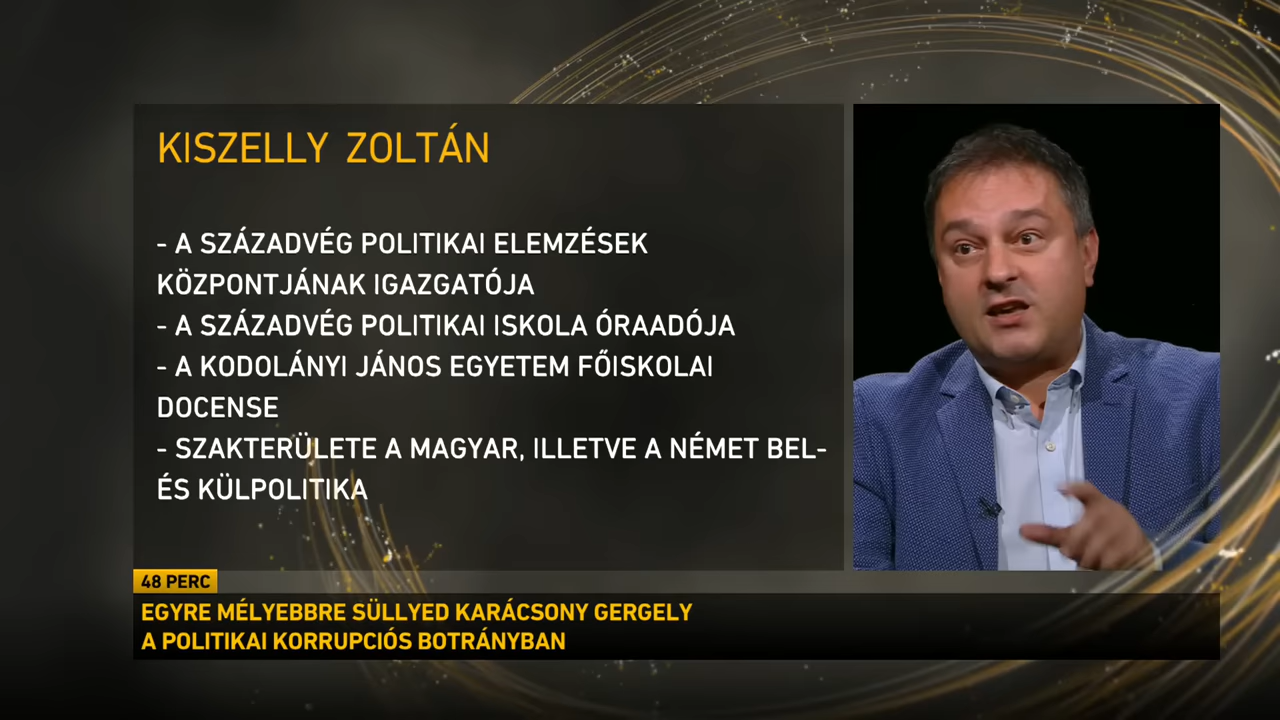 KISZELLY ZOLTÁN
- A SZÁZADVÉG POLITIKAI ELEMZÉSEK
KÖZPONTJÁNAK IGAZGATÓJA
- A SZÁZADVÉG POLITIKAI ISKOLA ÓRAADÓJA
- A KODOLÁNYI JÁNOS EGYETEM FŐISKOLAI
DOCENSE
- SZAKTERÜLETE A MAGYAR, ILLETVE A NÉMET BEL-
ÉS KÜLPOLITIKA
48 PERC
EGYRE MÉLYEBBRE SÜLLYED KARÁCSONY GERGELY
A POLITIKAI KORRUPCIÓS BOTRÁNYBAN